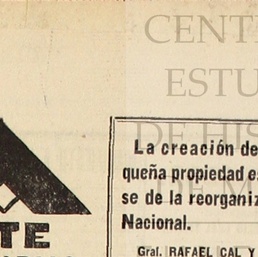 CENT
ESTU
DE HIS
DE M
La creación de
queña propiedad es
se de la reorganiz
Nacional.
Gral. RAFAEL CAL Y
TE